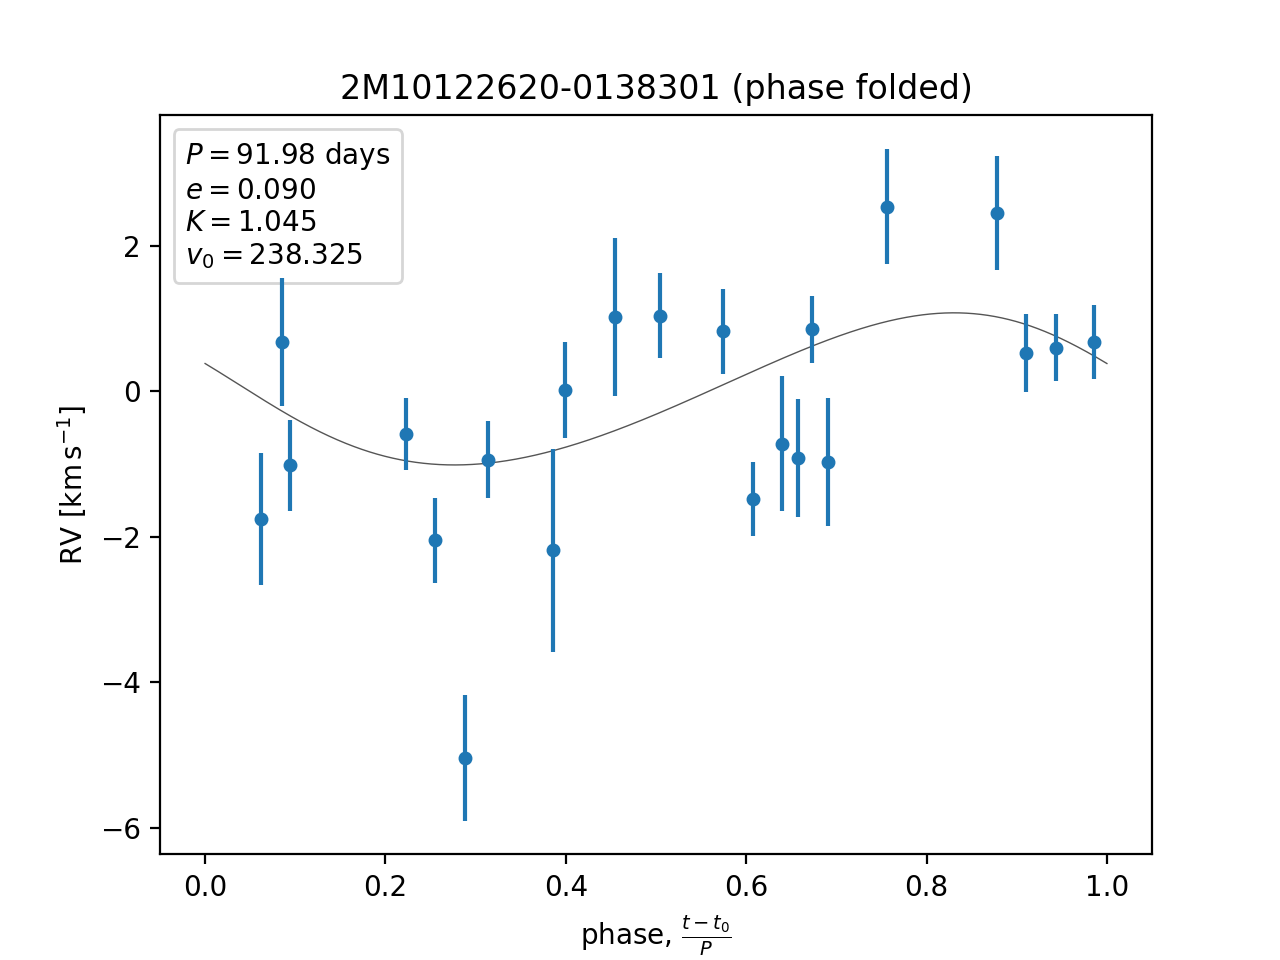 2M10122620-0138301 (phase folded)
P = 91.98 days
e = 0.090
K = 1.045
v₀ = 238.325
2
0
−2
−4
−6
RV [km s⁻¹]
0.0 0.2 0.4 0.6 0.8 1.0
phase, (t − t₀)/P